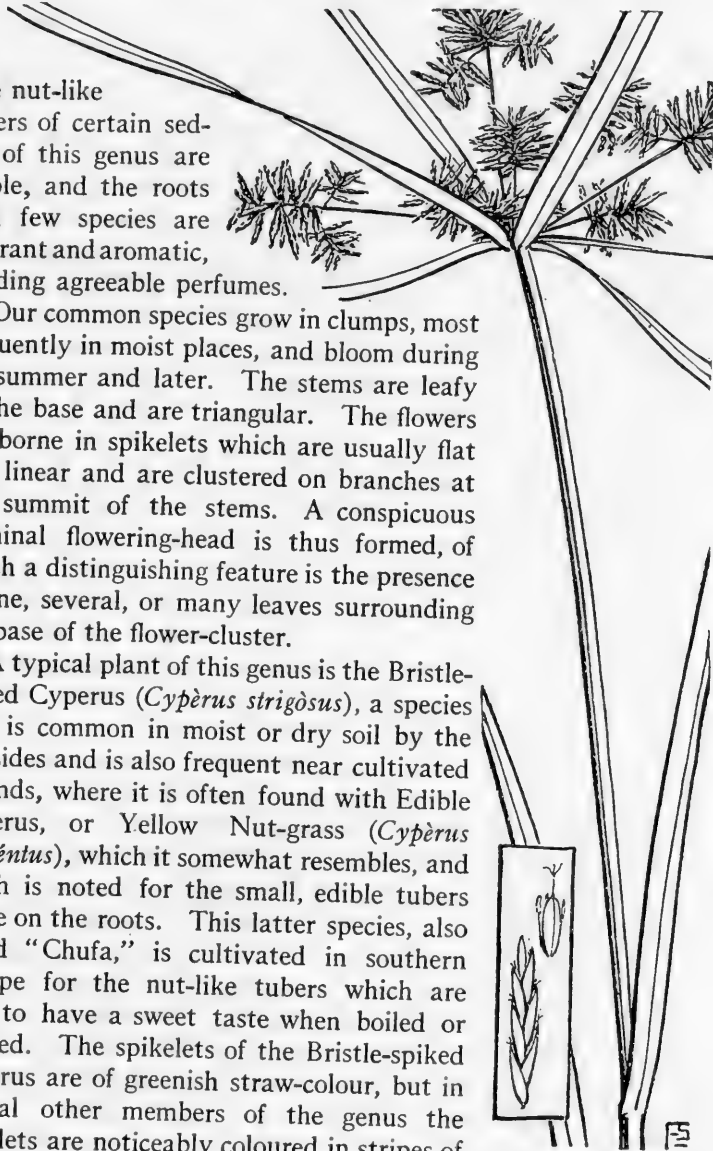 nut-like
ers of certain sed-
of this genus are
ole, and the roots
few species are
rant and aromatic,
ding agreeable perfumes.
Our common species grow in clumps, most
uently in moist places, and bloom during
summer and later. The stems are leafy
he base and are triangular. The flowers
borne in spikelets which are usually flat
linear and are clustered on branches at
summit of the stems. A conspicuous
inal flowering-head is thus formed, of
h a distinguishing feature is the presence
ne, several, or many leaves surrounding
base of the flower-cluster.
A typical plant of this genus is the Bristle-
ed Cyperus (Cypèrus strigòsus), a species
is common in moist or dry soil by the
sides and is also frequent near cultivated
nds, where it is often found with Edible
erus, or Yellow Nut-grass (Cypèrus
éntus), which it somewhat resembles, and
h is noted for the small, edible tubers
e on the roots. This latter species, also
d "Chufa," is cultivated in southern
pe for the nut-like tubers which are
to have a sweet taste when boiled or
ed. The spikelets of the Bristle-spiked
rus are of greenish straw-colour, but in
al other members of the genus the
lets are noticeably coloured in stripes of